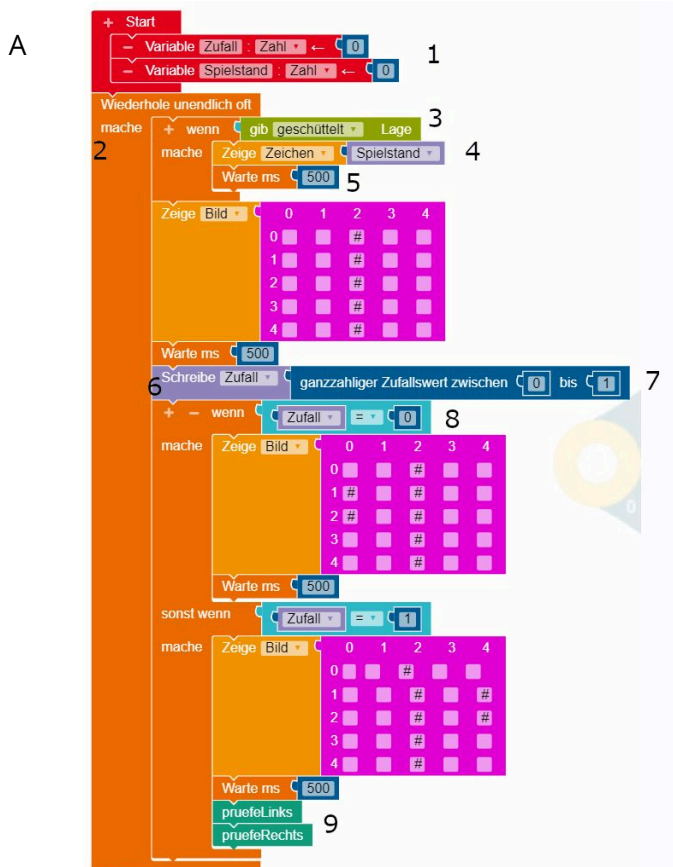 A
+ Start
– Variable Zufall : Zahl ← 0
1
– Variable Spielstand : Zahl ← 0
Wiederhole unendlich oft
mache
2
+ wenn gib geschüttelt Lage
3
mache Zeige Zeichen Spielstand
4
Warte ms 500
5
Zeige Bild 0 1 2 3 4
0 #
1 #
2 #
3 #
4 #
Warte ms 500
6
Schreibe Zufall ganzzahliger Zufallswert zwischen 0 bis 1
7
+ – wenn Zufall = 0
8
mache Zeige Bild 0 1 2 3 4
0 #
1 # #
2 # #
3 #
4 #
Warte ms 500
sonst wenn Zufall = 1
mache Zeige Bild 0 1 2 3 4
0 #
1 # #
2 # #
3 #
4 #
Warte ms 500
pruefeLinks
9
pruefeRechts
0